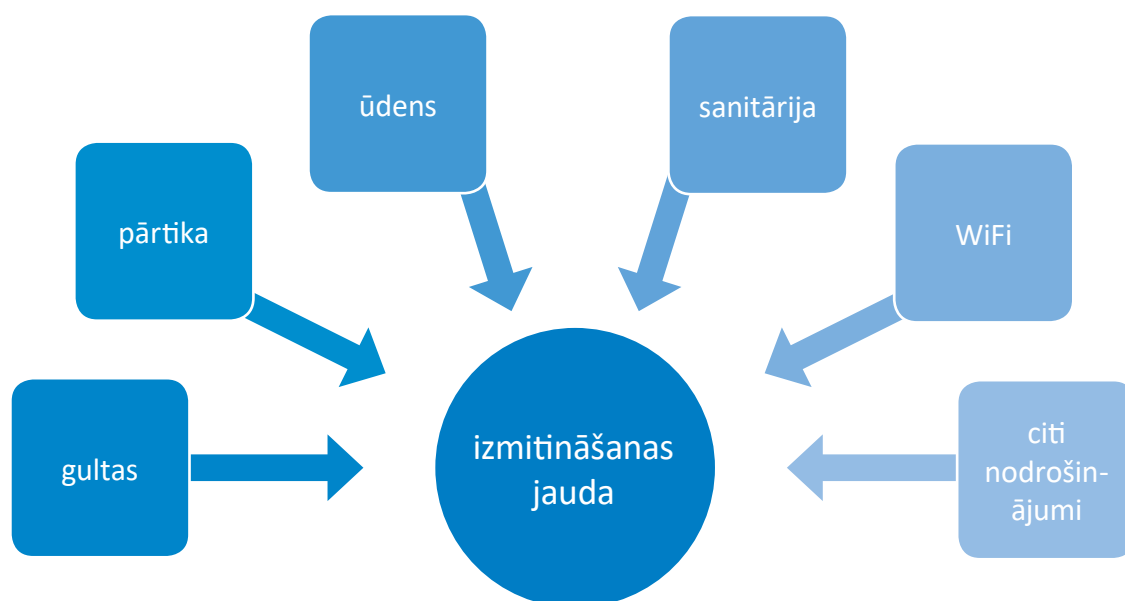 ūdens
sanitārija
pārtika
WiFi
gultas
izmitināšanas
jauda
citi
nodrošin-
ājumi